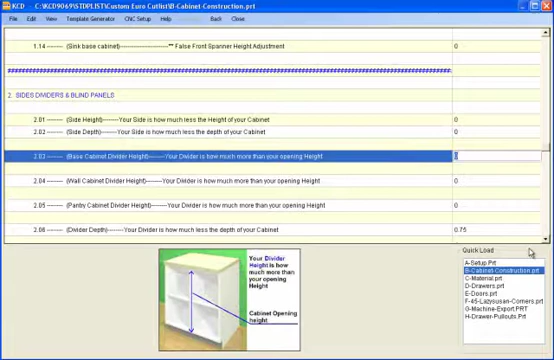 KCD - C:\KCD9069\STDPLIST\Custom Euro Cutlist\B-Cabinet-Construction.prt
File Edit View Template Generator CNC Setup Help Back Close
1.14 -------- (Sink base cabinet)------------------** False Front Spanner Height Adjustment 0
2. SIDES DIVIDERS & BLIND PANELS
2.01 -------- (Side Height)----Your Side is how much less the Height of your Cabinet 0
2.02 -------- (Side Depth)----Your Side is how much less the depth of your Cabinet 0
2.03 -------- (Base Cabinet Divider Height)-------Your Divider is how much more than your opening Height 0
2.04 -------- (Wall Cabinet Divider Height)-------Your Divider is how much more than your opening Height 0
2.05 -------- (Pantry Cabinet Divider Height)-----Your Divider is how much more than your opening Height 0
2.06 -------- (Divider Depth)-------Your Divider is how much less the depth of your Cabinet 0.75
Your Divider
Height is how
much more than
your opening
Height
Cabinet Opening
height
Quick Load
A-Setup.Prt
B-Cabinet-Construction.prt
C-Material.prt
D-Drawers.prt
E-Doors.prt
F-45-Lazysusan-Corners.prt
G-Machine-Export.PRT
H-Drawer-Pullouts.Prt